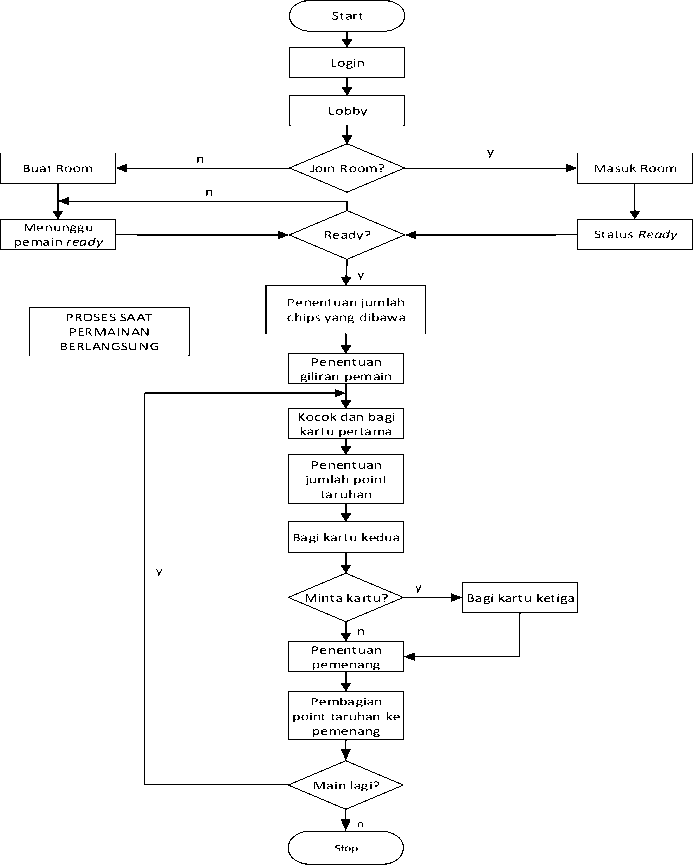 Start
Login
Lobby
Join Room?
n
y
Buat Room
Masuk Room
n
Menunggu
pemain ready
Ready?
Status Ready
y
Penentuan jumlah
chips yang dibawa
PROSES SAAT
PERMAINAN
BERLANGSUNG
Penentuan
giliran pemain
Kocok dan bagi
kartu pertama
Penentuan
jumlah point
taruhan
Bagi kartu kedua
y
Minta kartu?
y
Bagi kartu ketiga
n
Penentuan
pemenang
Pembagian
point taruhan ke
pemenang
Main lagi?
n
Stop